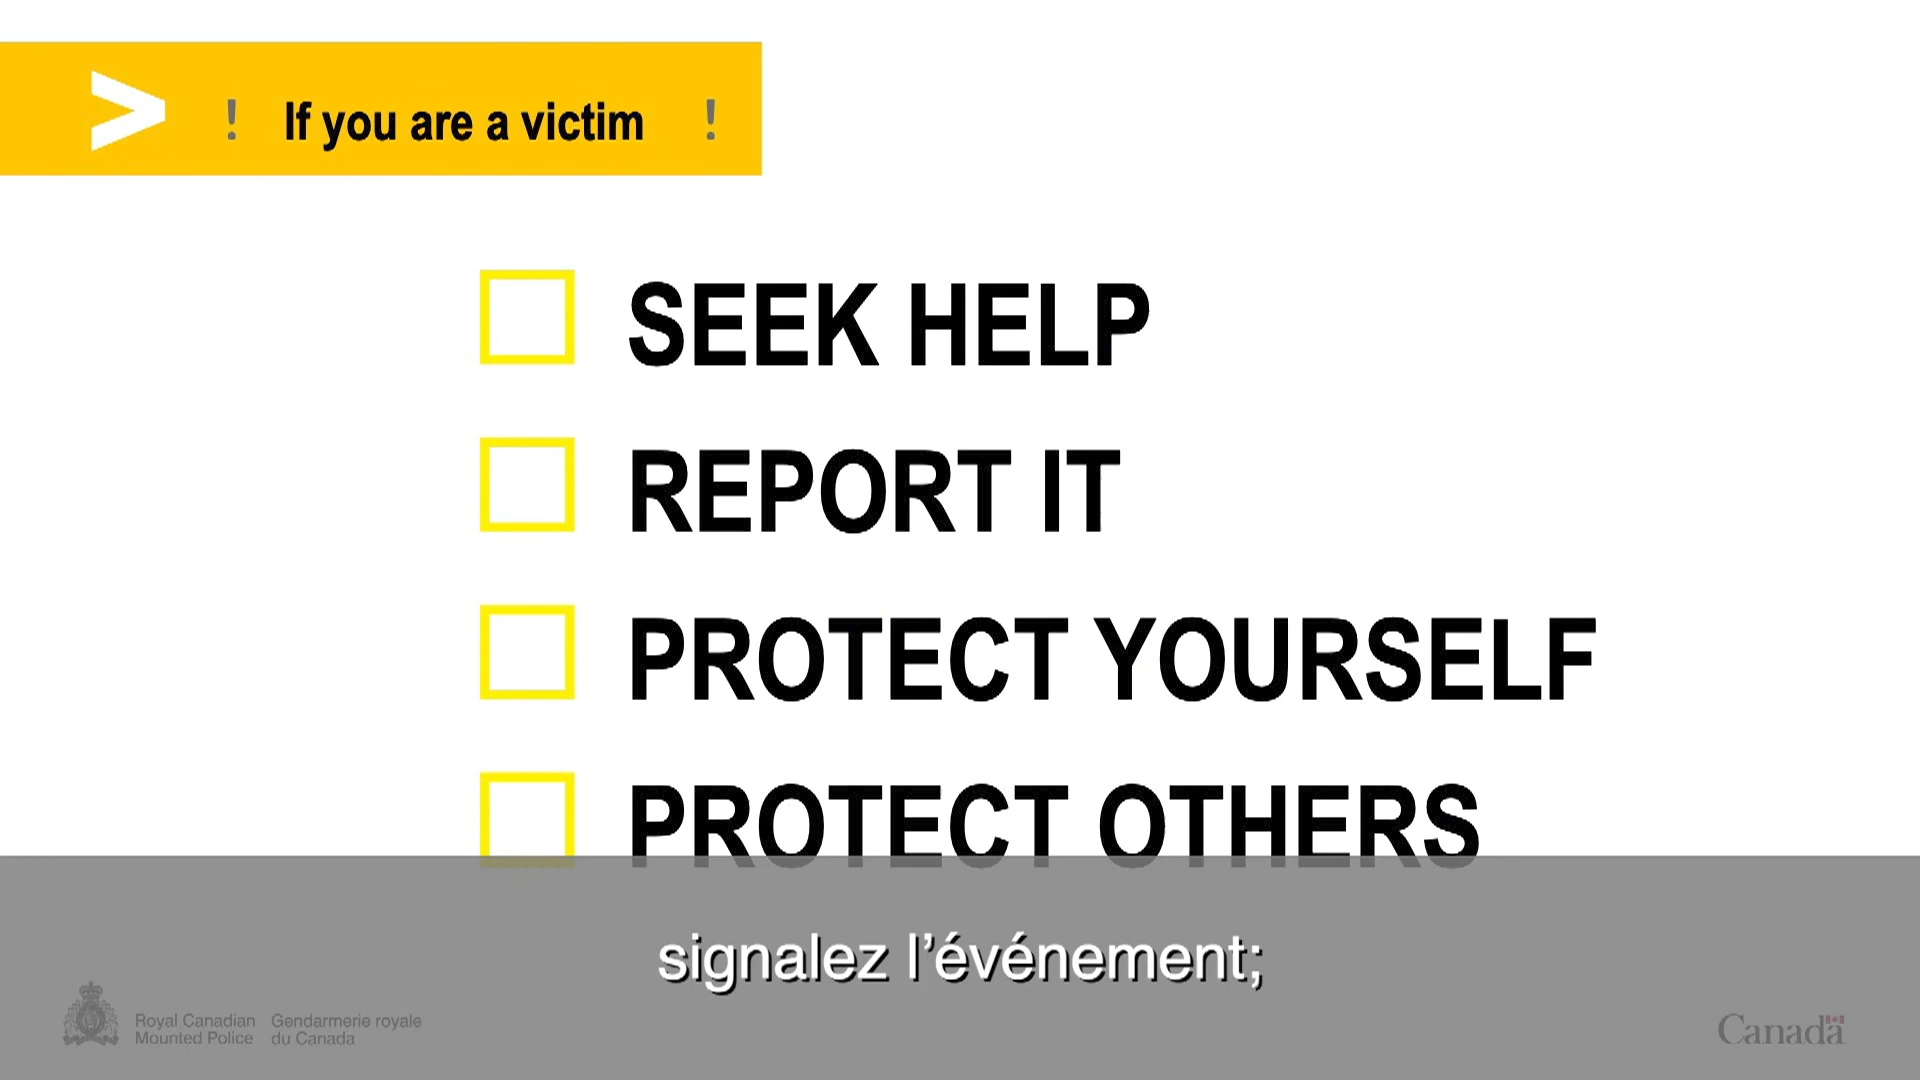 > ! If you are a victim !
SEEK HELP
REPORT IT
PROTECT YOURSELF
PROTECT OTHERS
signalez l’événement;
Royal Canadian Gendarmerie royale
Mounted Police du Canada
Canada